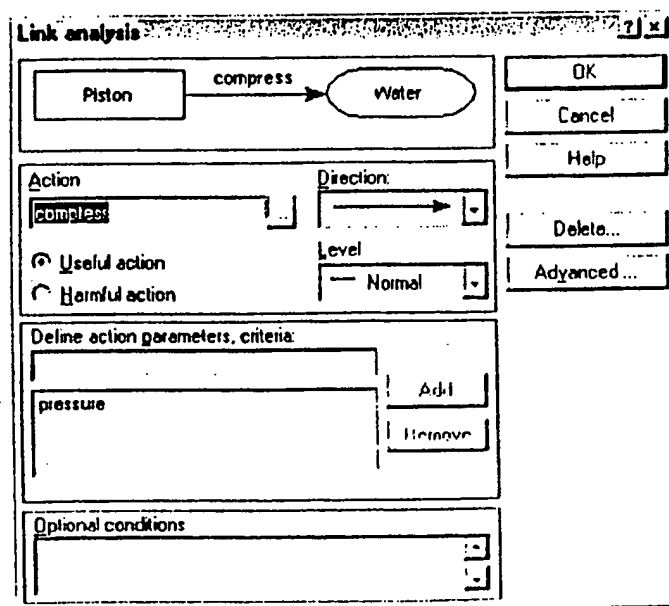 Link analysis ? x
compress
Piston
Water
OK
Cancel
Help
Delete...
Advanced ...
Action
compress
...
Direction:
Useful action
Harmful action
Level
Normal
Define action parameters, criteria:
pressure
Add
Remove
Optional conditions